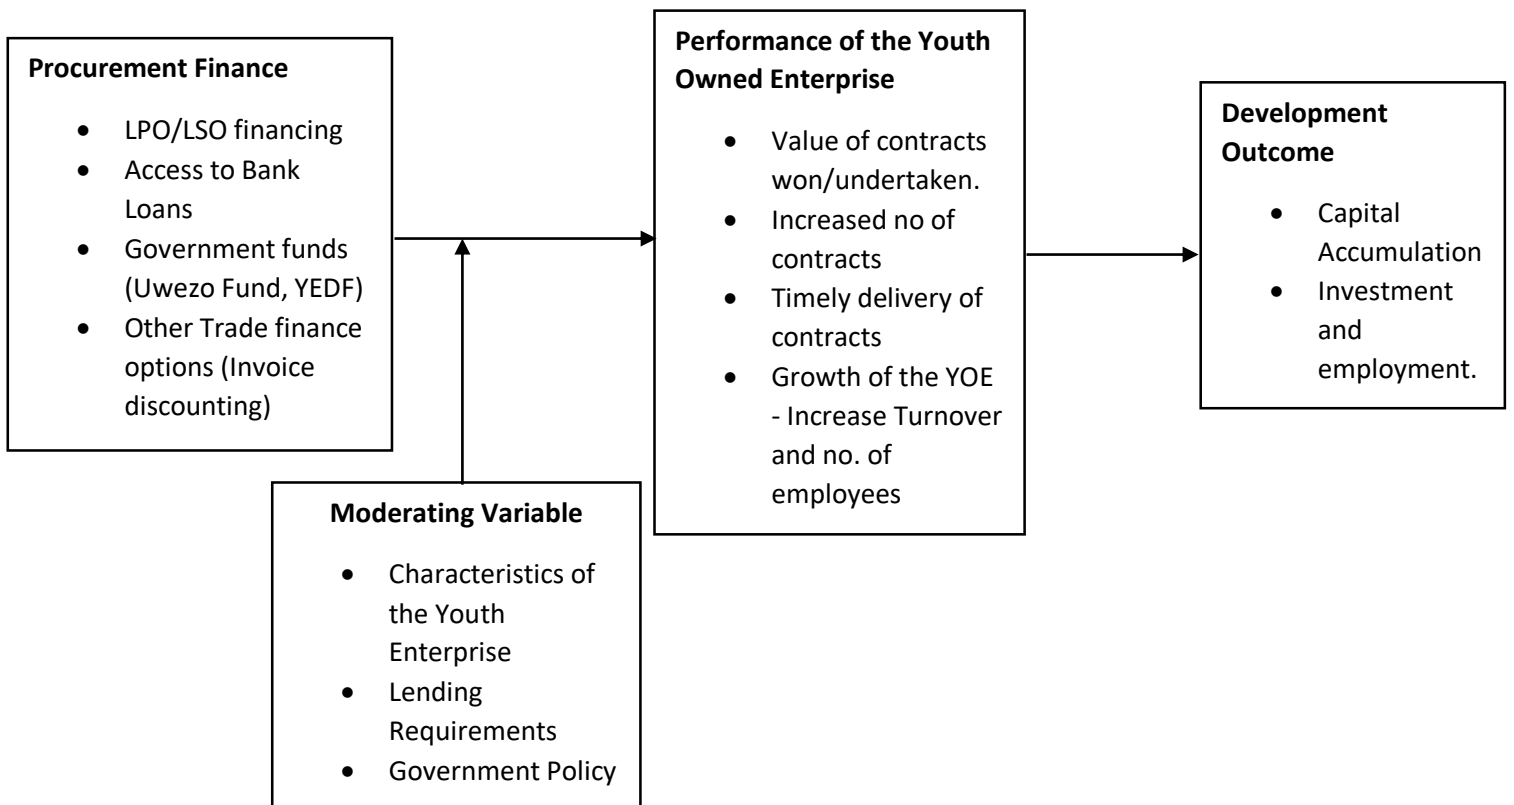 Procurement Finance
• LPO/LSO financing
• Access to Bank
Loans
• Government funds
(Uwezo Fund, YEDF)
• Other Trade finance
options (Invoice
discounting)
Moderating Variable
• Characteristics of
the Youth
Enterprise
• Lending
Requirements
• Government Policy
Performance of the Youth
Owned Enterprise
• Value of contracts
won/undertaken.
• Increased no of
contracts
• Timely delivery of
contracts
• Growth of the YOE
- Increase Turnover
and no. of
employees
Development
Outcome
• Capital
Accumulation
• Investment
and
employment.